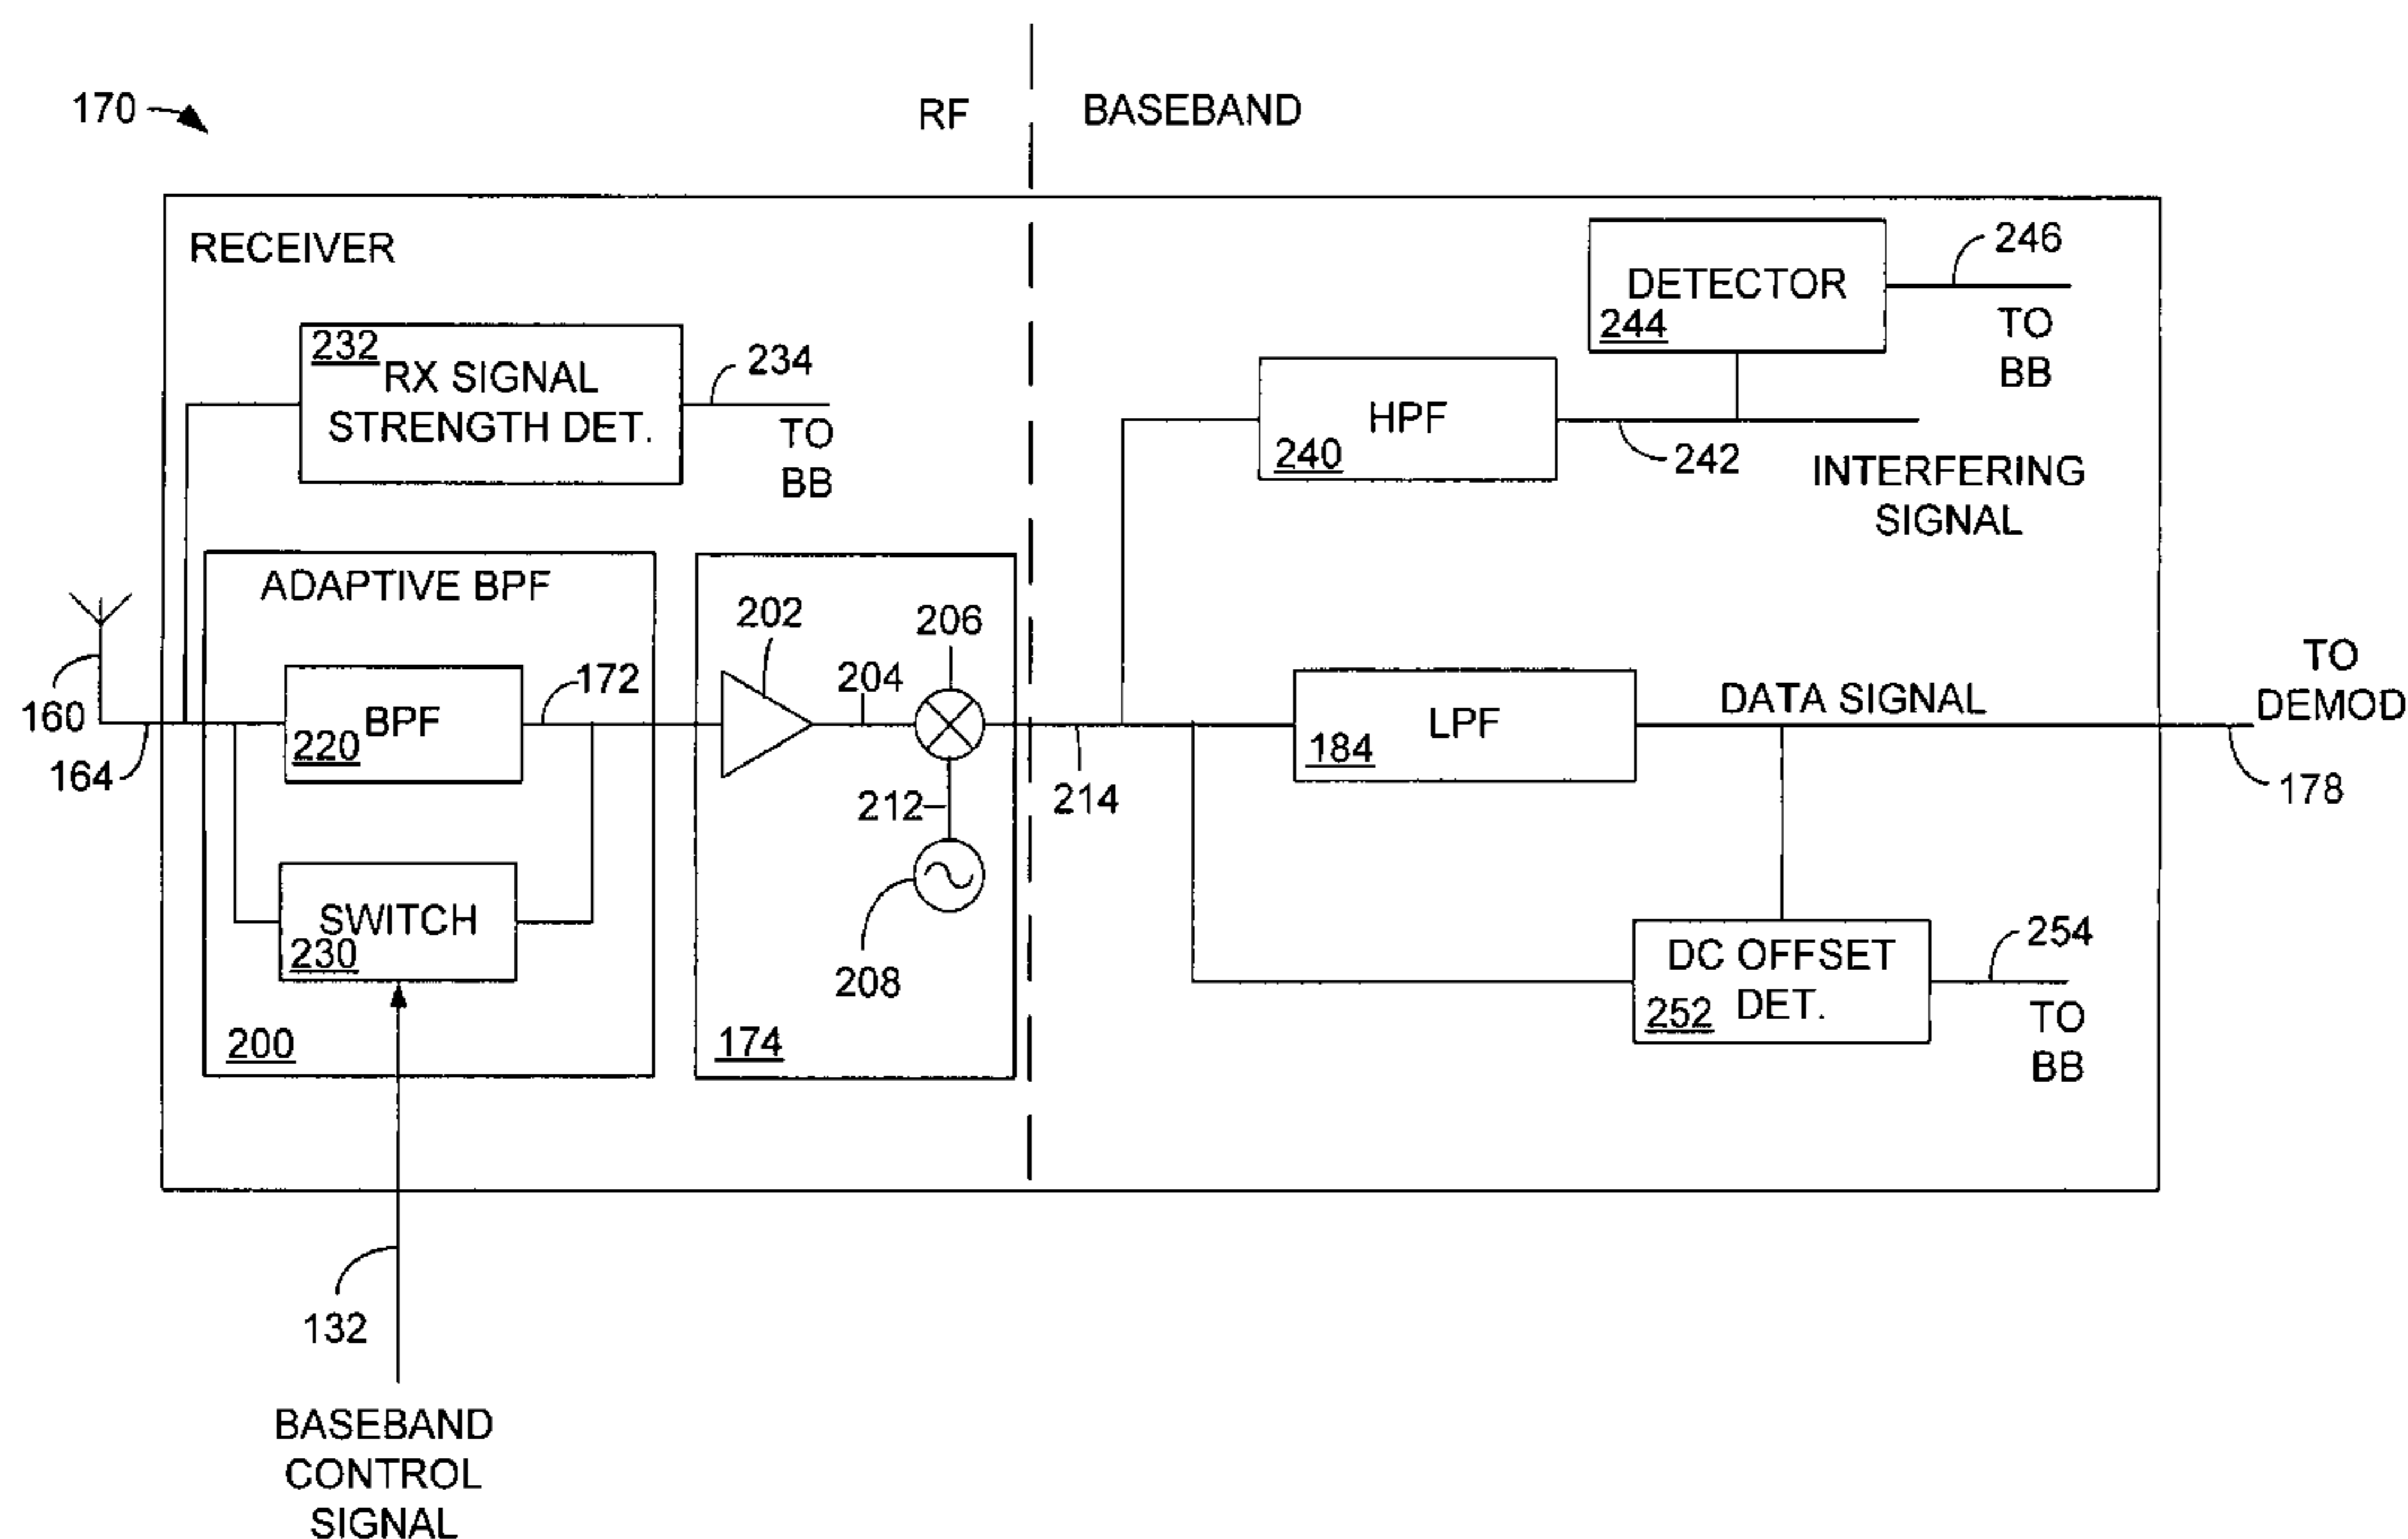 170
RF
BASEBAND
RECEIVER
232
RX SIGNAL
STRENGTH DET.
234
TO
BB
DETECTOR
244
246
TO
BB
HPF
240
242
INTERFERING
SIGNAL
ADAPTIVE BPF
160
164
BPF
220
172
202
204
206
212
208
214
LPF
184
DATA SIGNAL
TO
DEMOD
178
SWITCH
230
200
174
DC OFFSET
DET.
252
254
TO
BB
132
BASEBAND
CONTROL
SIGNAL